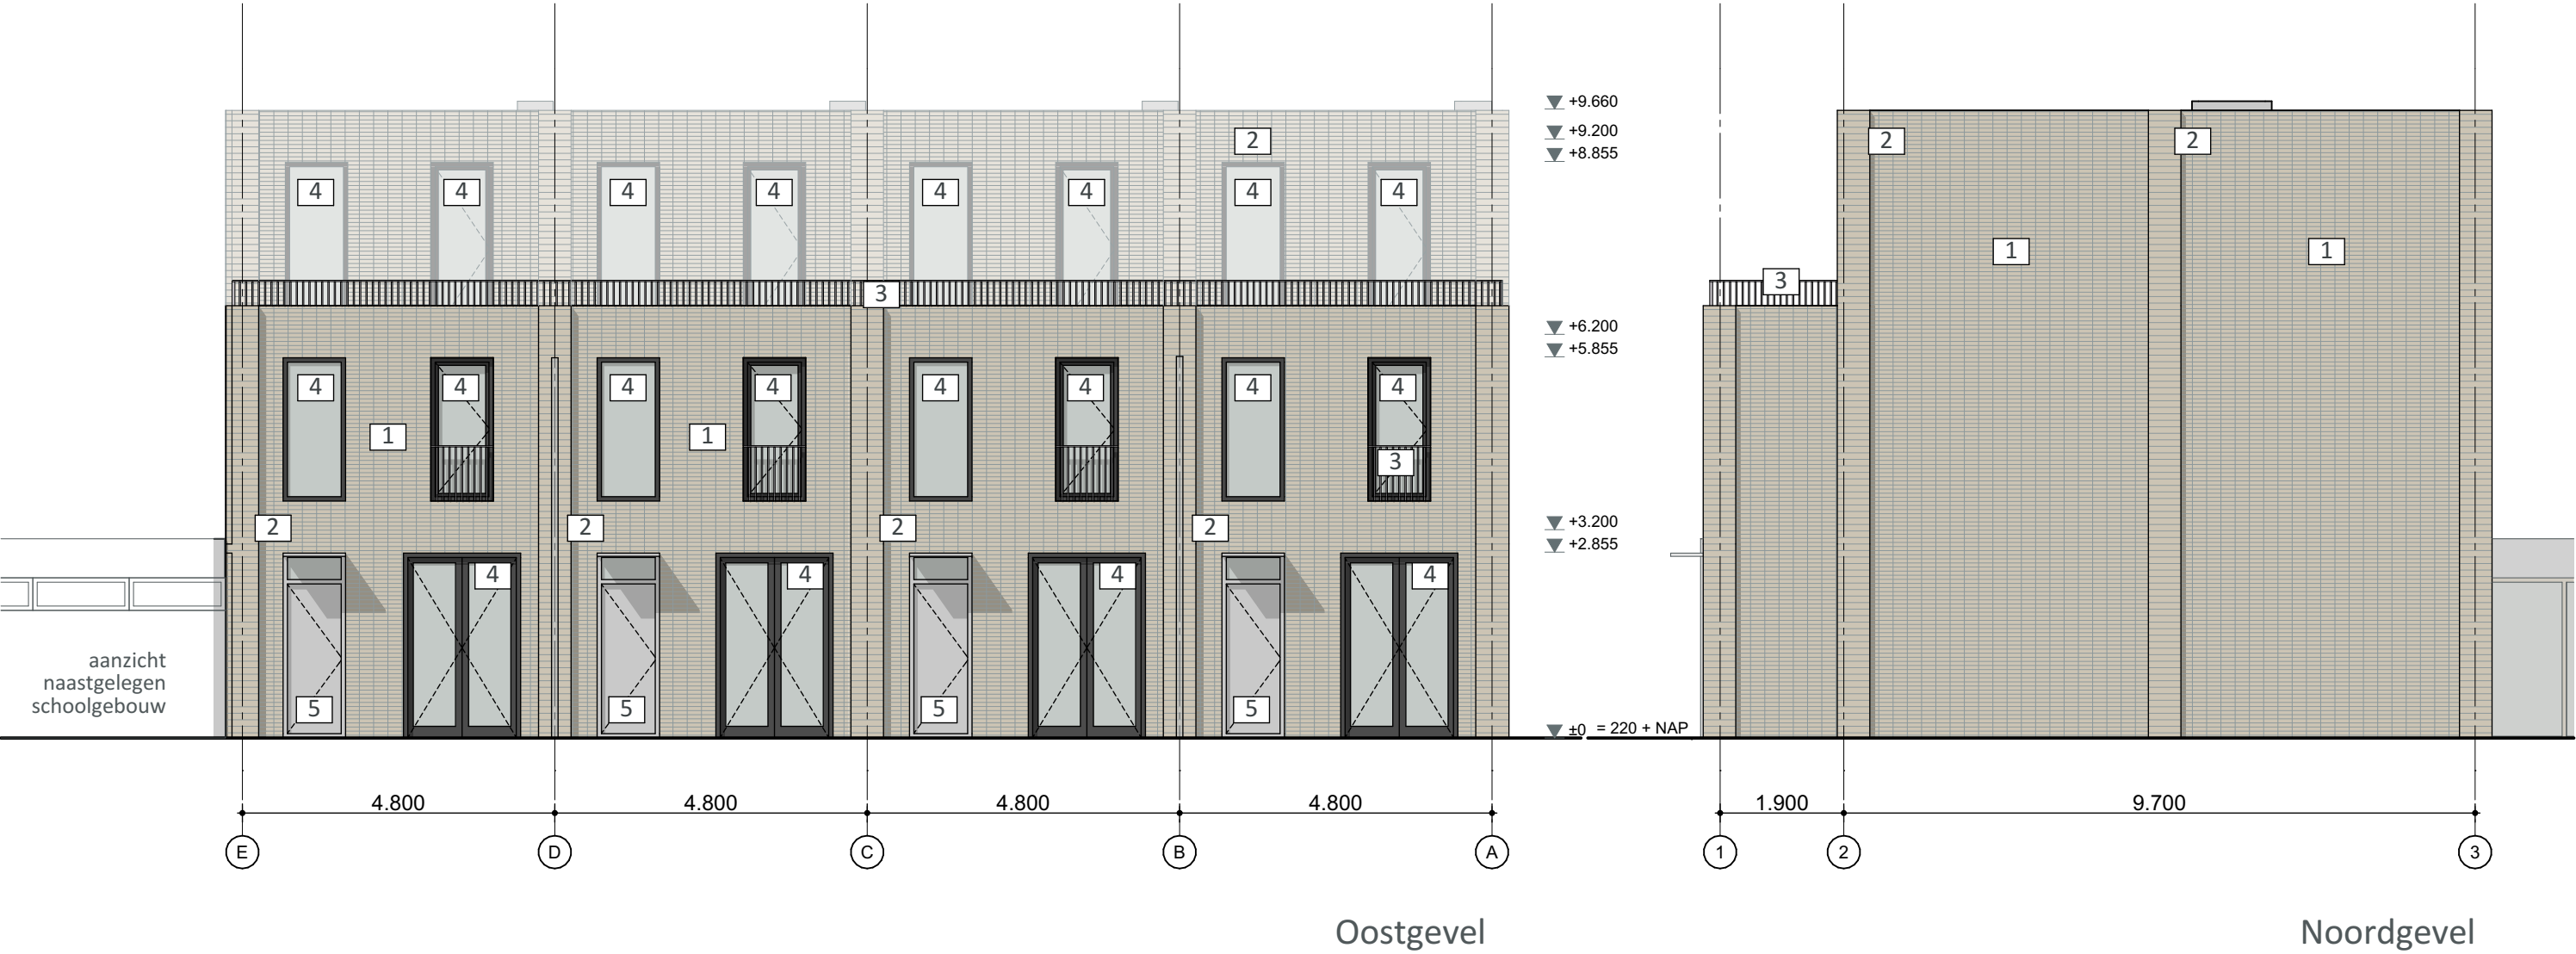 +9.660
+9.200
+8.855
2 2 2
4 4 4 4 4 4 4 4
1 1
3 3
+6.200
+5.855
4 4 4 4 4 4 4 4
1 1
3
+3.200
+2.855
2 2 2 2
4 4 4 4
aanzicht
naastgelegen
schoolgebouw
5 5 5 5
±0 = 220 + NAP
4.800 4.800 4.800 4.800 1.900 9.700
E D C B A 1 2 3
Oostgevel Noordgevel